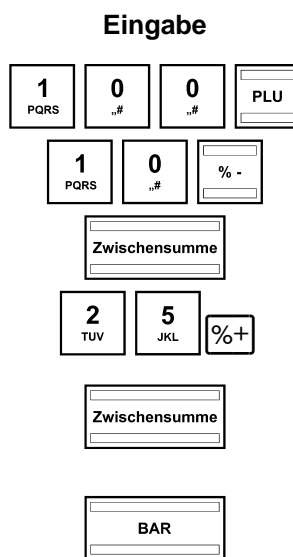 Eingabe
1 0 0 PLU
PQRS „# „#
1 0 % -
PQRS „#
Zwischensumme
2 5 %+
TUV JKL
Zwischensumme
BAR